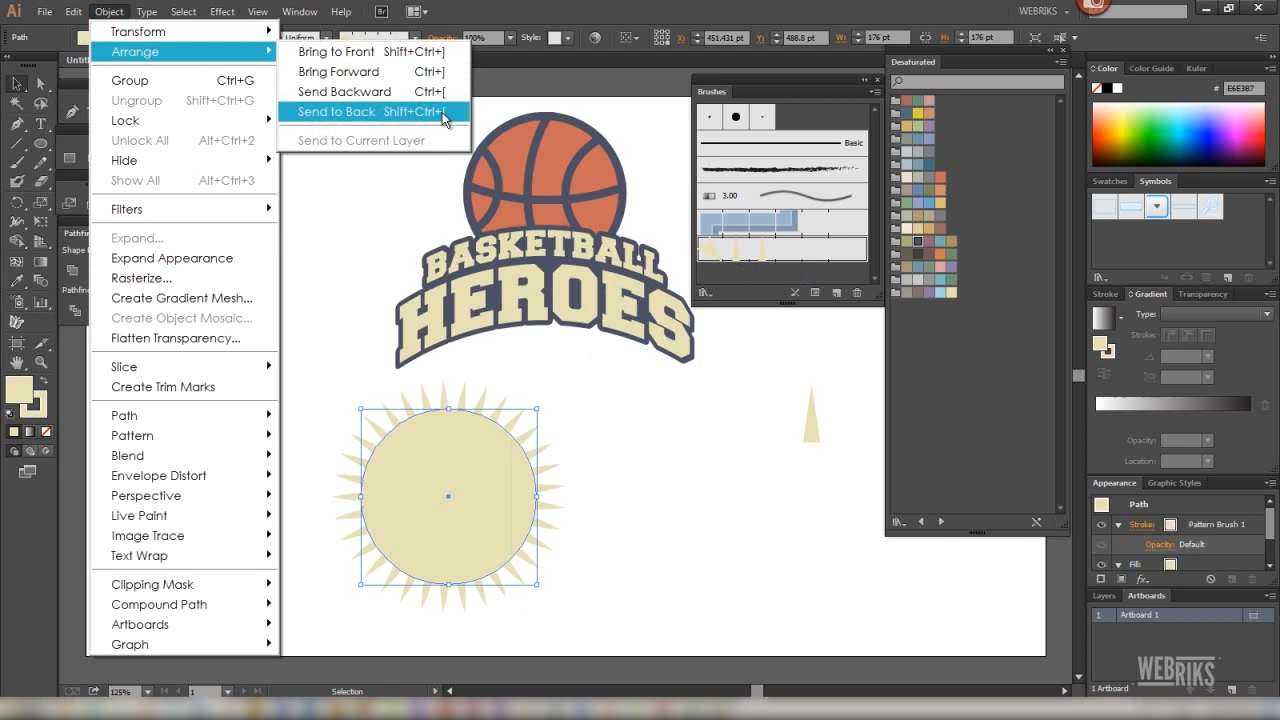 Ai File Edit Object Type Select Effect View Window Help Br WEBRIKS
Path Uniform Opacity: 100% Style: X: 451.431 pt Y: 488.8 pt W: 176 pt H: 176 pt
Transform
Arrange
Group Ctrl+G
Ungroup Shift+Ctrl+G
Lock
Unlock All Alt+Ctrl+2
Hide
Show All Alt+Ctrl+3
Filters
Expand...
Expand Appearance
Rasterize...
Create Gradient Mesh...
Create Object Mosaic...
Flatten Transparency...
Slice
Create Trim Marks
Path
Pattern
Blend
Envelope Distort
Perspective
Live Paint
Image Trace
Text Wrap
Clipping Mask
Compound Path
Artboards
Graph
Bring to Front Shift+Ctrl+]
Bring Forward Ctrl+]
Send Backward Ctrl+[
Send to Back Shift+Ctrl+[
Send to Current Layer
Shape
Pathfin
BASKETBALL
HEROES
Brushes
Basic
3.00
Desaturated
Color Color Guide Kuler
# E6E3B7
Swatches Symbols
Stroke Gradient Transparency
Type:
Stroke:
Opacity:
Location:
Appearance Graphic Styles
Path
Stroke: Pattern Brush 1
Opacity: Default
Fill:
fx
Layers Artboards
1 Artboard 1
WEBRIKS
1 Artboard
125% 1 Selection